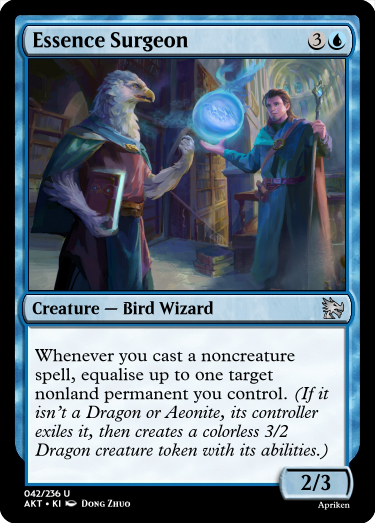 Essence Surgeon 3
Creature — Bird Wizard
Whenever you cast a noncreature
spell, equalise up to one target
nonland permanent you control. (If it
isn't a Dragon or Aeonite, its controller
exiles it, then creates a colorless 3/2
Dragon creature token with its abilities.)
2/3
042/236 U
AKT • KI Dong Zhuo
Apriken